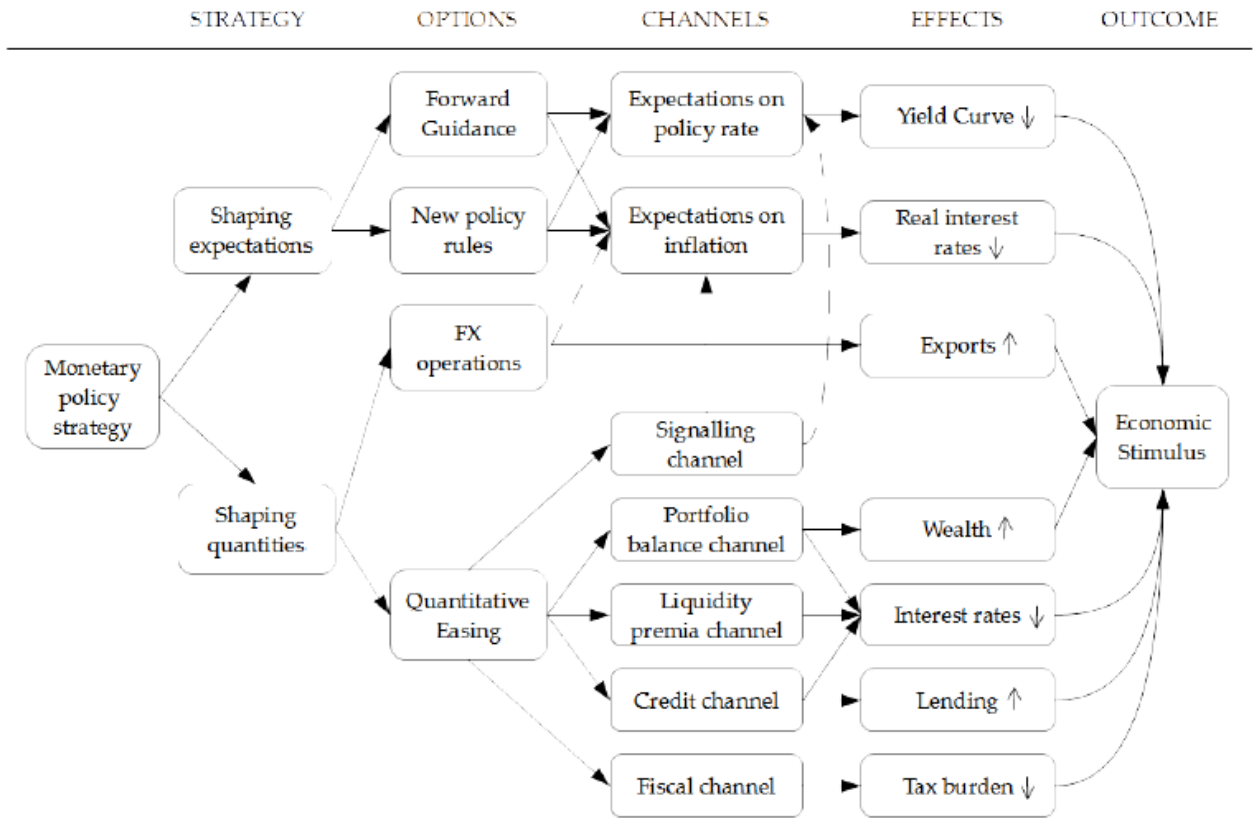 STRATEGY OPTIONS CHANNELS EFFECTS OUTCOME
Forward
Guidance
Expectations on
policy rate
Yield Curve ↓
Shaping
expectations
New policy
rules
Expectations on
inflation
Real interest
rates ↓
FX
operations
Exports ↑
Monetary
policy
strategy
Economic
Stimulus
Signalling
channel
Shaping
quantities
Portfolio
balance channel
Wealth ↑
Quantitative
Easing
Liquidity
premia channel
Interest rates ↓
Credit channel
Lending ↑
Fiscal channel
Tax burden ↓